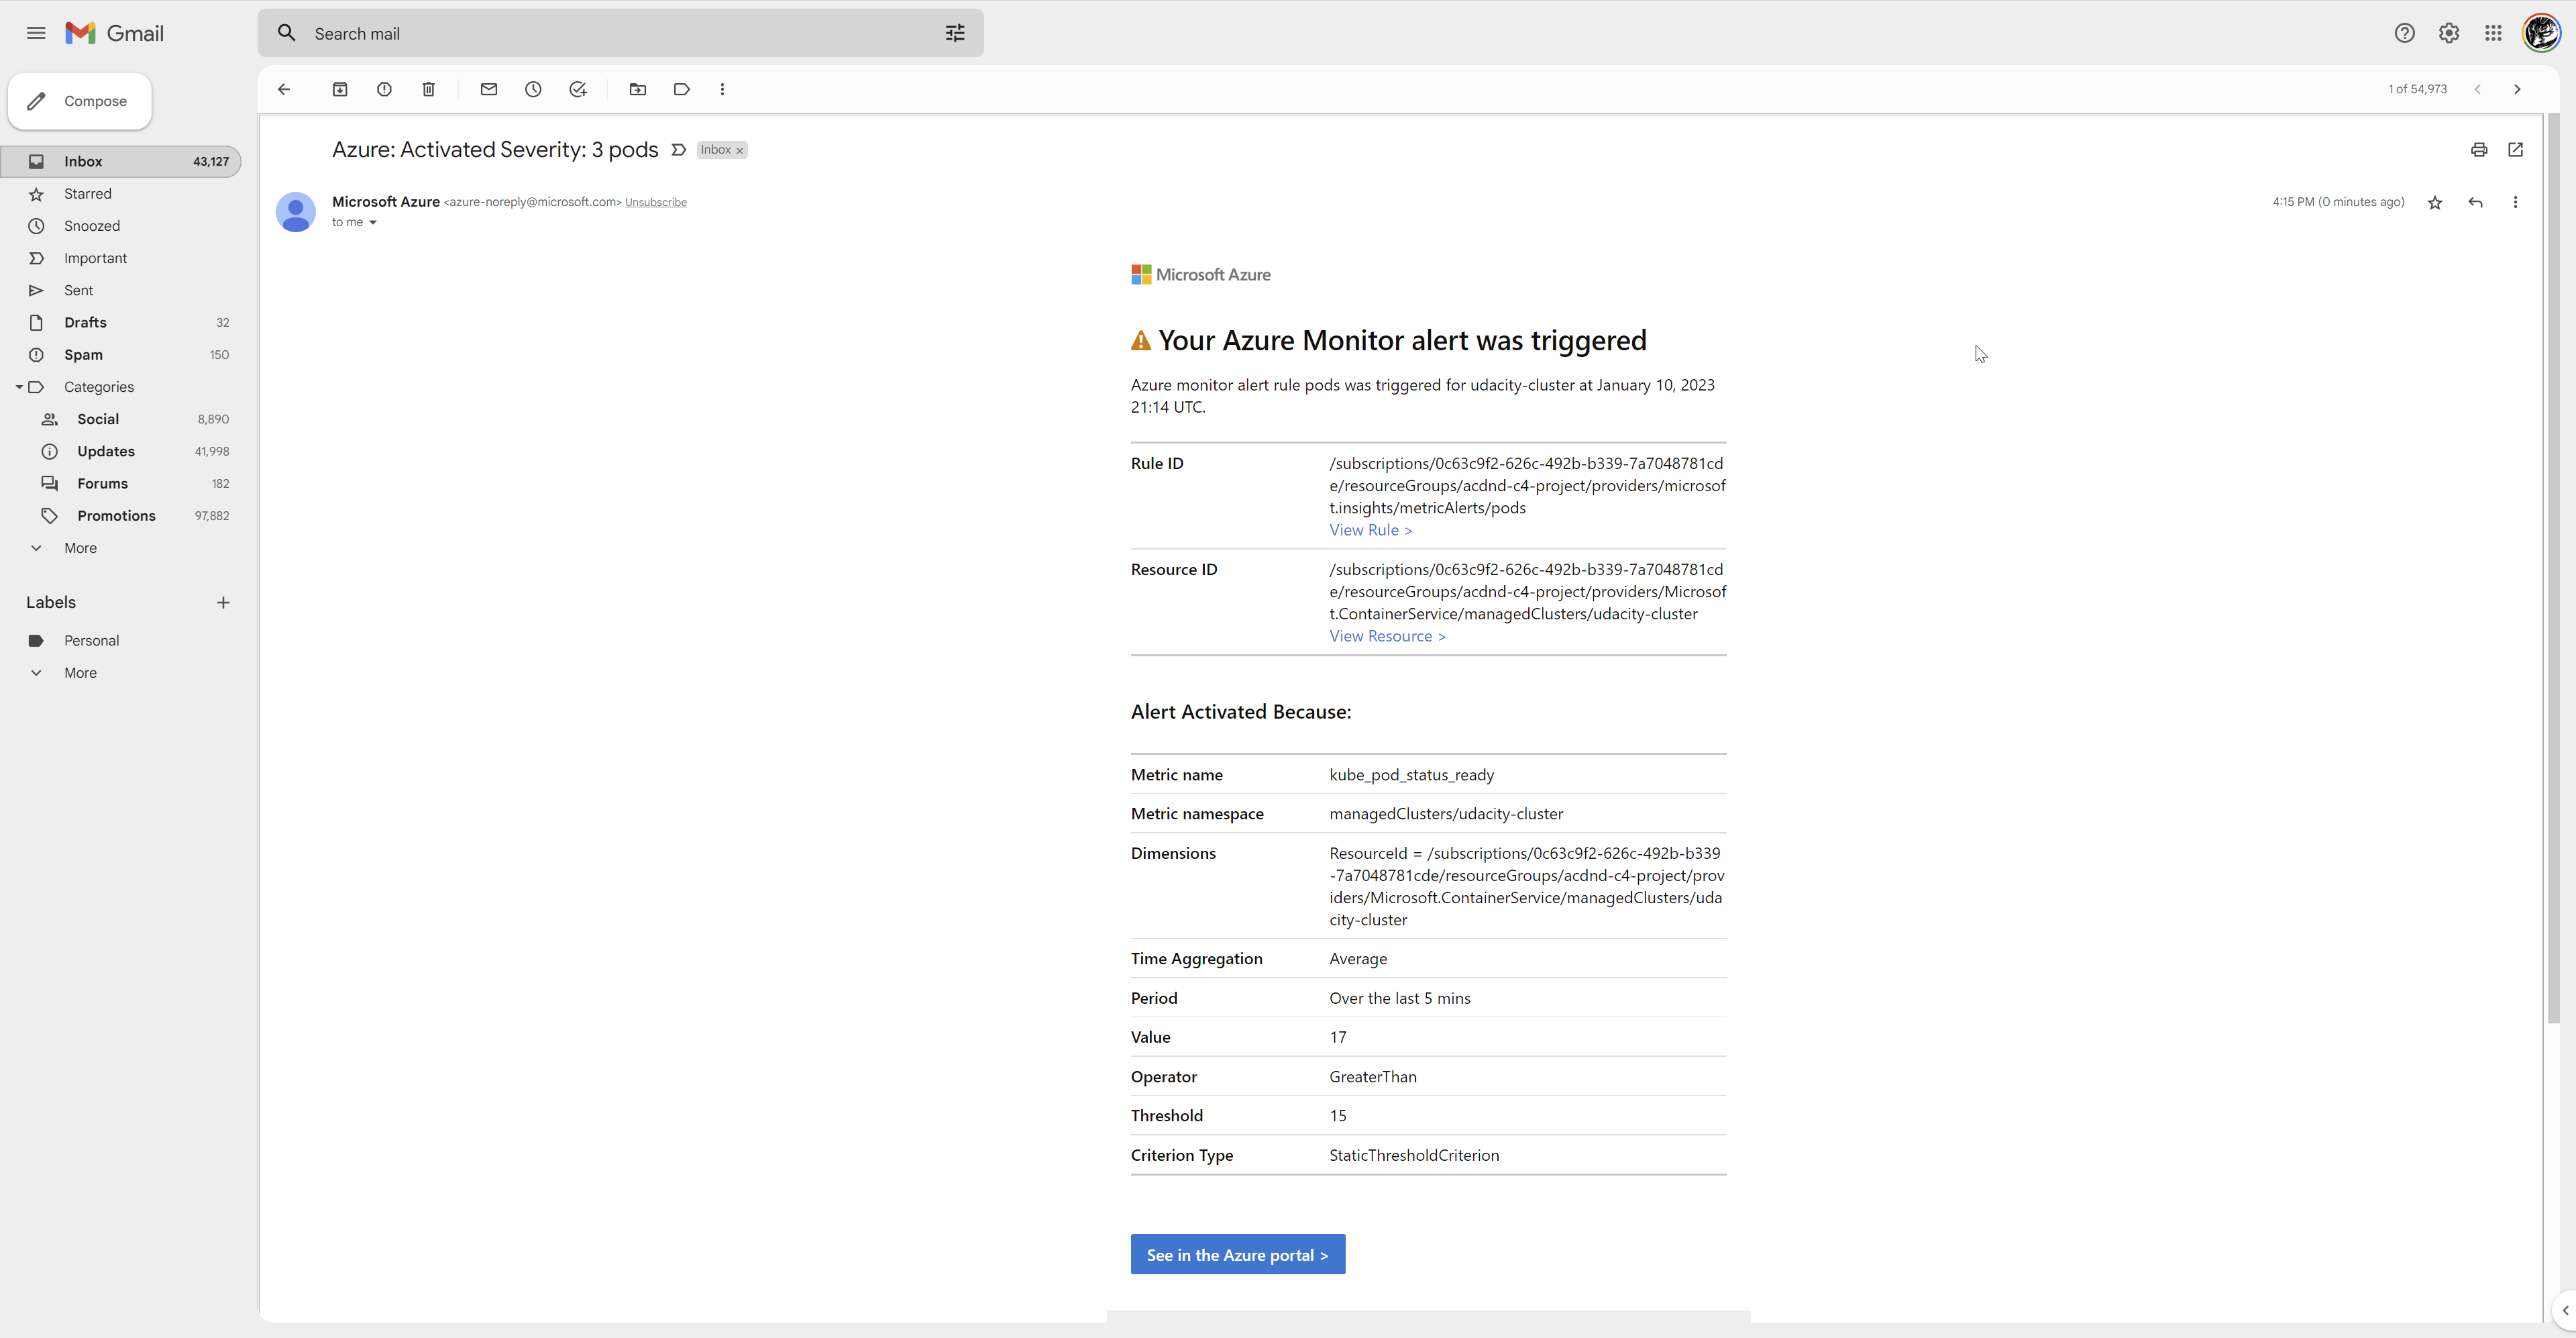 Gmail
Search mail
Compose
1 of 54,973
Inbox 43,127
Starred
Snoozed
Important
Sent
Drafts 32
Spam 150
Categories
Social 8,890
Updates 41,998
Forums 182
Promotions 97,882
More
Labels
Personal
More
Azure: Activated Severity: 3 pods Inbox ×
Microsoft Azure <azure-noreply@microsoft.com> Unsubscribe
4:15 PM (0 minutes ago)
to me
Microsoft Azure
Your Azure Monitor alert was triggered
Azure monitor alert rule pods was triggered for udacity-cluster at January 10, 2023
21:14 UTC.
Rule ID /subscriptions/0c63c9f2-626c-492b-b339-7a7048781cd
e/resourceGroups/acdnd-c4-project/providers/microsof
t.insights/metricAlerts/pods
View Rule >
Resource ID /subscriptions/0c63c9f2-626c-492b-b339-7a7048781cd
e/resourceGroups/acdnd-c4-project/providers/Microsof
t.ContainerService/managedClusters/udacity-cluster
View Resource >
Alert Activated Because:
Metric name kube_pod_status_ready
Metric namespace managedClusters/udacity-cluster
Dimensions ResourceId = /subscriptions/0c63c9f2-626c-492b-b339
-7a7048781cde/resourceGroups/acdnd-c4-project/prov
iders/Microsoft.ContainerService/managedClusters/uda
city-cluster
Time Aggregation Average
Period Over the last 5 mins
Value 17
Operator GreaterThan
Threshold 15
Criterion Type StaticThresholdCriterion
See in the Azure portal >